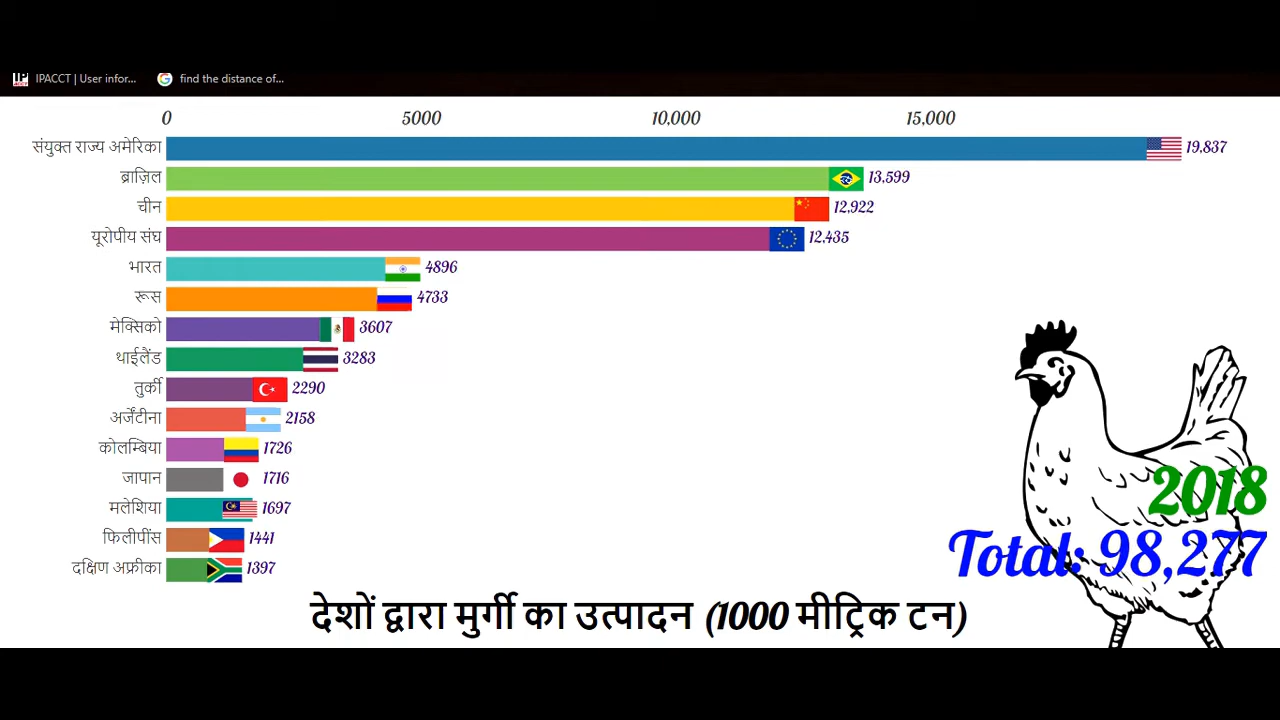 IPACCT | User infor...
find the distance of...
0 5000 10,000 15,000
संयुक्त राज्य अमेरिका 19,837
ब्राज़िल 13,599
चीन 12,922
यूरोपीय संघ 12,435
भारत 4896
रूस 4733
मेक्सिको 3607
थाईलैंड 3283
तुर्की 2290
अर्जेंटीना 2158
कोलम्बिया 1726
जापान 1716
मलेशिया 1697
फिलीपींस 1441
दक्षिण अफ्रीका 1397
2018
Total: 98,277
देशों द्वारा मुर्गी का उत्पादन (1000 मीट्रिक टन)